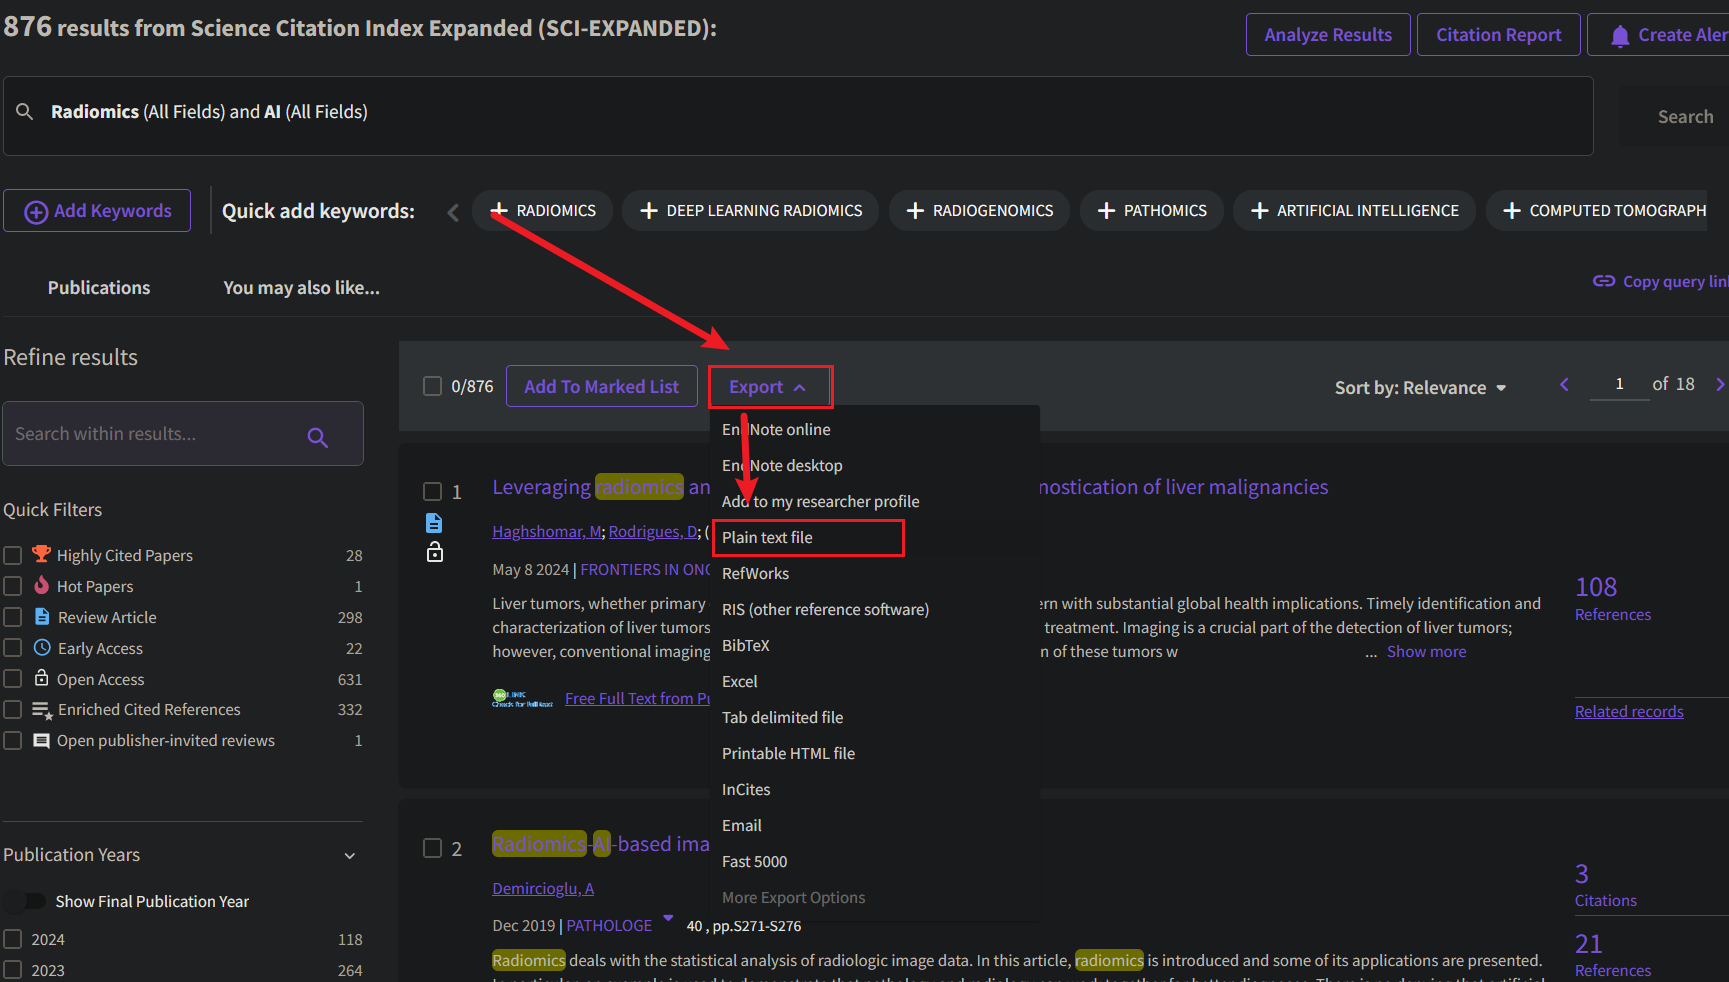 876 results from Science Citation Index Expanded (SCI-EXPANDED):
Analyze Results
Citation Report
Create Aler
Radiomics (All Fields) and AI (All Fields)
Search
Add Keywords
Quick add keywords:
RADIOMICS
DEEP LEARNING RADIOMICS
RADIOGENOMICS
PATHOMICS
ARTIFICIAL INTELLIGENCE
COMPUTED TOMOGRAPH
Publications
You may also like...
Copy query lin
Refine results
Search within results...
Quick Filters
Highly Cited Papers 28
Hot Papers 1
Review Article 298
Early Access 22
Open Access 631
Enriched Cited References 332
Open publisher-invited reviews 1
Publication Years
Show Final Publication Year
2024 118
2023 264
0/876
Add To Marked List
Export
Sort by: Relevance
1 of 18
EndNote online
EndNote desktop
Add to my researcher profile
Plain text file
RefWorks
RIS (other reference software)
BibTeX
Excel
Tab delimited file
Printable HTML file
InCites
Email
Fast 5000
More Export Options
1
Leveraging radiomics an nostication of liver malignancies
Haghshomar, M; Rodrigues, D; (
May 8 2024 | FRONTIERS IN ONC
Liver tumors, whether primary ern with substantial global health implications. Timely identification and
characterization of liver tumors treatment. Imaging is a crucial part of the detection of liver tumors;
however, conventional imaging n of these tumors w ... Show more
Free Full Text from Pu
108
References
Related records
2
Radiomics-AI-based ima
Demircioglu, A
Dec 2019 | PATHOLOGE 40 , pp.S271-S276
Radiomics deals with the statistical analysis of radiologic image data. In this article, radiomics is introduced and some of its applications are presented.
3
Citations
21
References